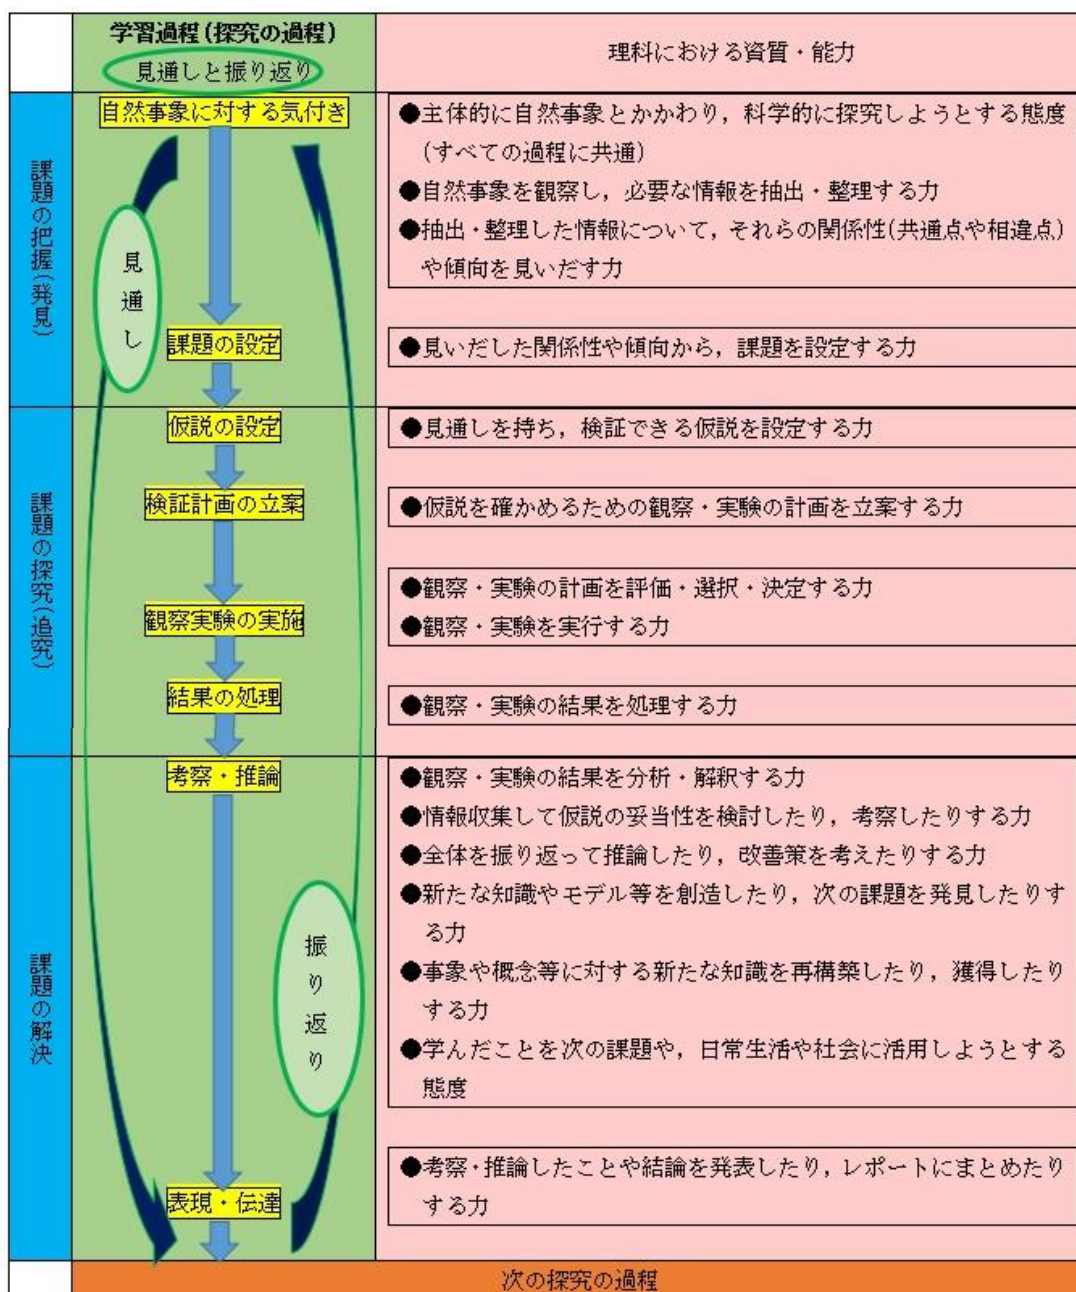 学習過程(探究の過程)
見通しと振り返り
理科における資質・能力
課題の把握(発見)
自然事象に対する気付き
見通し
課題の設定
●主体的に自然事象とかかわり，科学的に探究しようとする態度
(すべての過程に共通)
●自然事象を観察し，必要な情報を抽出・整理する力
●抽出・整理した情報について，それらの関係性(共通点や相違点)
や傾向を見いだす力
●見いだした関係性や傾向から，課題を設定する力
課題の探究(追究)
仮説の設定
●見通しを持ち，検証できる仮説を設定する力
検証計画の立案
●仮説を確かめるための観察・実験の計画を立案する力
観察実験の実施
●観察・実験の計画を評価・選択・決定する力
●観察・実験を実行する力
結果の処理
●観察・実験の結果を処理する力
課題の解決
考察・推論
振り返り
●観察・実験の結果を分析・解釈する力
●情報収集して仮説の妥当性を検討したり，考察したりする力
●全体を振り返って推論したり，改善策を考えたりする力
●新たな知識やモデル等を創造したり，次の課題を発見したりす
る力
●事象や概念等に対する新たな知識を再構築したり，獲得したり
する力
●学んだことを次の課題や，日常生活や社会に活用しようとする
態度
表現・伝達
●考察・推論したことや結論を発表したり，レポートにまとめたり
する力
次の探究の過程